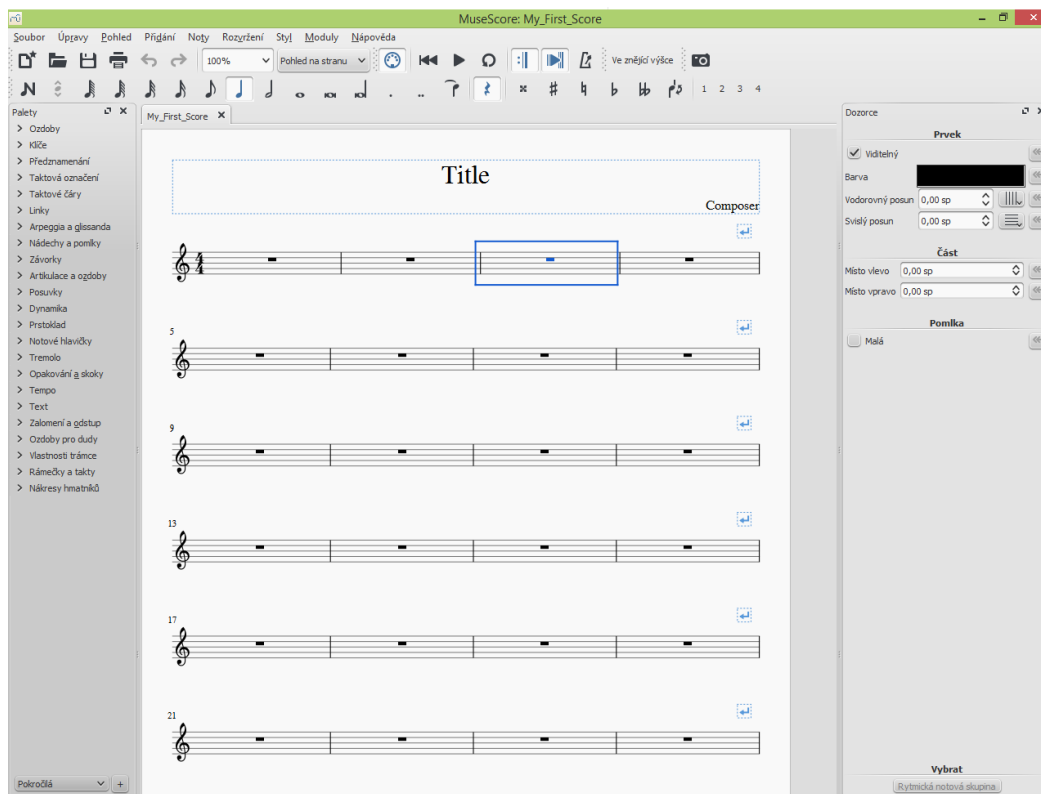 MuseScore: My_First_Score
Soubor Úpravy Pohled Přidání Noty Rozvržení Styl Moduly Nápověda
100% Pohled na stranu Ve znějící výšce
1 2 3 4
Palety
Ozdoby
Klíče
Předznamenání
Taktová označení
Taktové čáry
Linky
Arpeggia a glissanda
Nádechy a pomlky
Závorky
Artikulace a ozdoby
Posuvky
Dynamika
Prstoklad
Notové hlavičky
Tremolo
Opakování a skoky
Tempo
Text
Zalomení a odstup
Ozdoby pro dudy
Vlastnosti trámce
Rámečky a takty
Nákresy hmatníků
Pokročilá +
My_First_Score
Title
Composer
4
4
5
9
13
17
21
Dozorce
Prvek
Viditelný
Barva
Vodorovný posun 0,00 sp
Svislý posun 0,00 sp
Část
Místo vlevo 0,00 sp
Místo vpravo 0,00 sp
Pomlka
Malá
Vybrat
Rytmická notová skupina